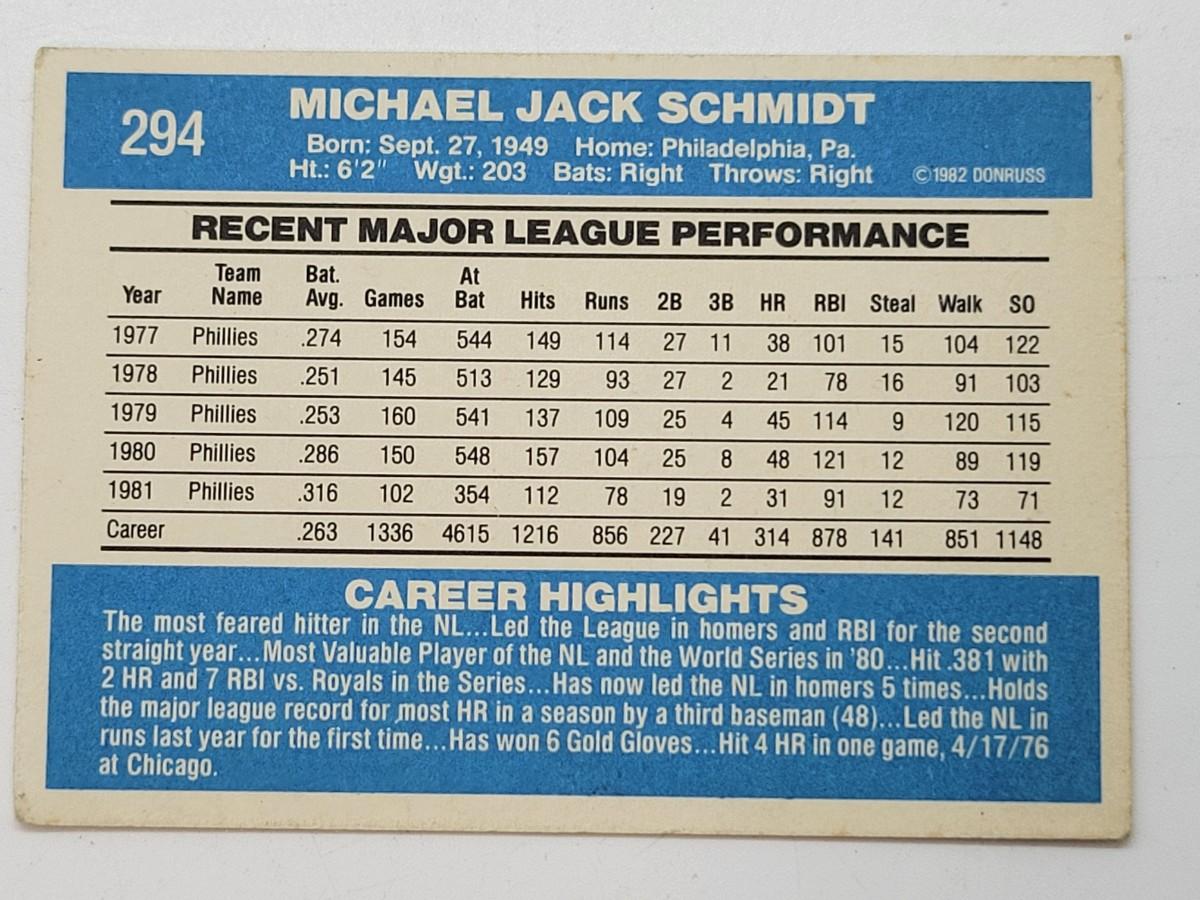 294
MICHAEL JACK SCHMIDT
Born: Sept. 27, 1949 Home: Philadelphia, Pa.
Ht.: 6'2" Wgt.: 203 Bats: Right Throws: Right ©1982 DONRUSS
RECENT MAJOR LEAGUE PERFORMANCE
Year Team Name Bat. Avg. Games At Bat Hits Runs 2B 3B HR RBI Steal Walk SO
1977 Phillies .274 154 544 149 114 27 11 38 101 15 104 122
1978 Phillies .251 145 513 129 93 27 2 21 78 16 91 103
1979 Phillies .253 160 541 137 109 25 4 45 114 9 120 115
1980 Phillies .286 150 548 157 104 25 8 48 121 12 89 119
1981 Phillies .316 102 354 112 78 19 2 31 91 12 73 71
Career .263 1336 4615 1216 856 227 41 314 878 141 851 1148
CAREER HIGHLIGHTS
The most feared hitter in the NL...Led the League in homers and RBI for the second
straight year...Most Valuable Player of the NL and the World Series in '80...Hit .381 with
2 HR and 7 RBI vs. Royals in the Series...Has now led the NL in homers 5 times...Holds
the major league record for most HR in a season by a third baseman (48)...Led the NL in
runs last year for the first time...Has won 6 Gold Gloves...Hit 4 HR in one game, 4/17/76
at Chicago.